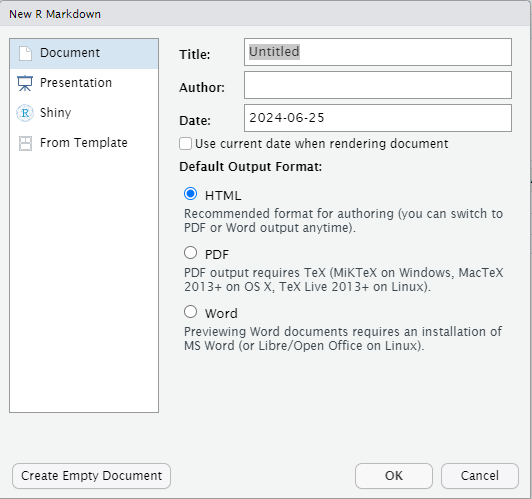 New R Markdown
Document
Presentation
R Shiny
From Template
Title: Untitled
Author:
Date: 2024-06-25
Use current date when rendering document
Default Output Format:
HTML
Recommended format for authoring (you can switch to
PDF or Word output anytime).
PDF
PDF output requires TeX (MiKTeX on Windows, MacTeX
2013+ on OS X, TeX Live 2013+ on Linux).
Word
Previewing Word documents requires an installation of
MS Word (or Libre/Open Office on Linux).
Create Empty Document
OK
Cancel